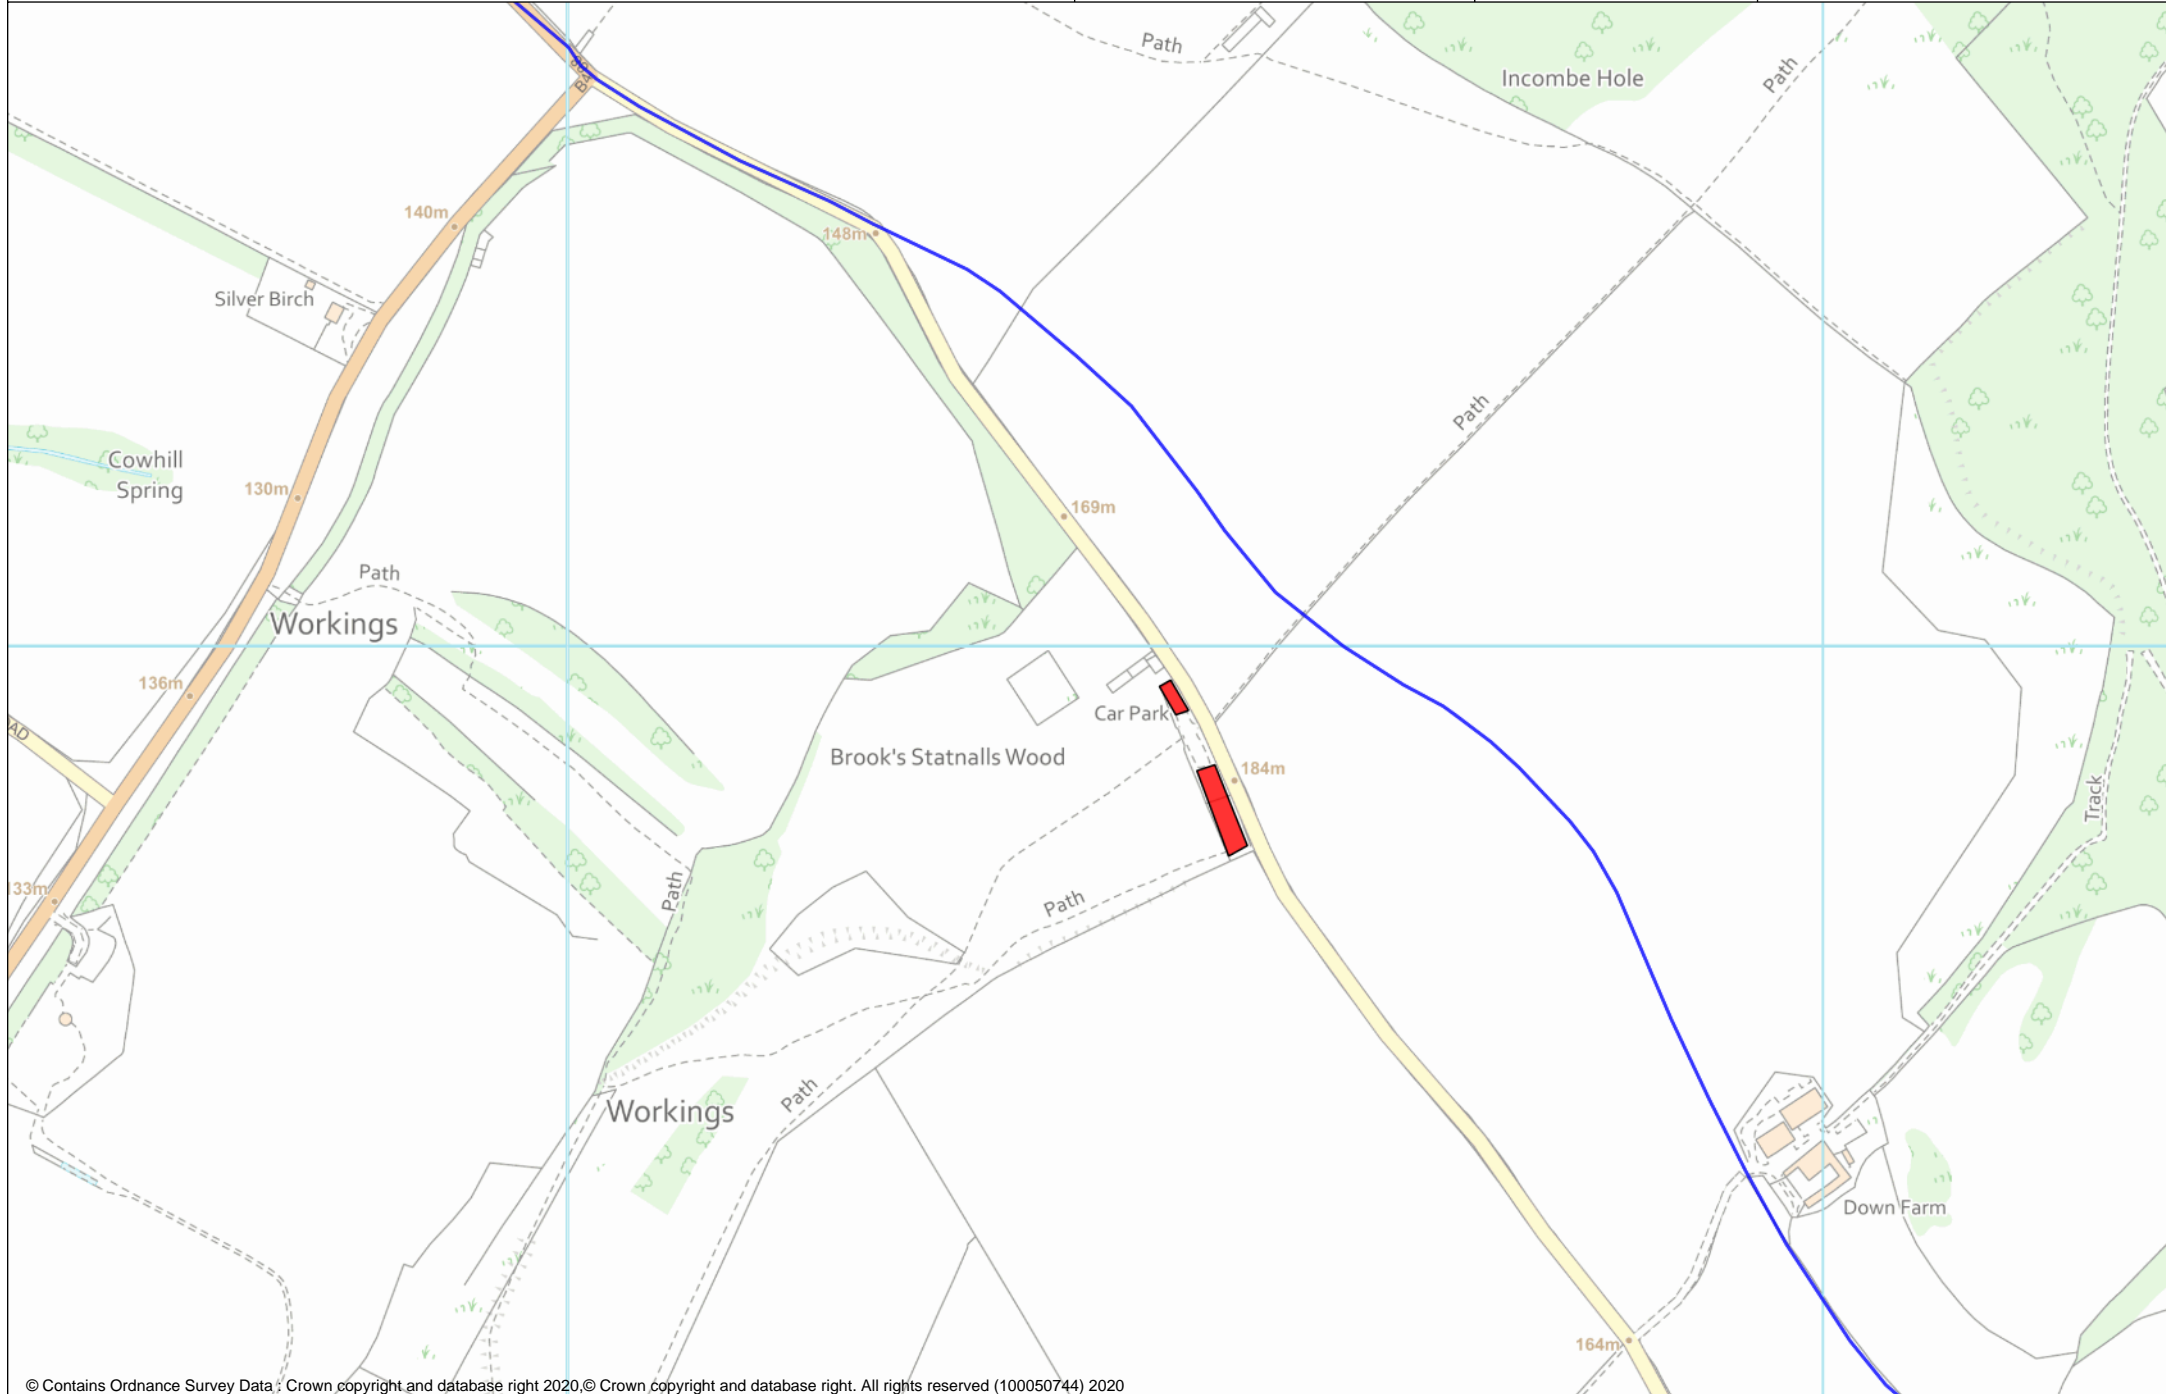 Path
Incombe Hole
Path
140m
148m
Silver Birch
Path
Cowhill
Spring
130m
169m
Path
Workings
136m
Car Park
AD
Brook's Statnalls Wood
184m
Track
133m
Path
Path
Path
Workings
Down Farm
164m
© Contains Ordnance Survey Data : Crown copyright and database right 2020,© Crown copyright and database right. All rights reserved (100050744) 2020